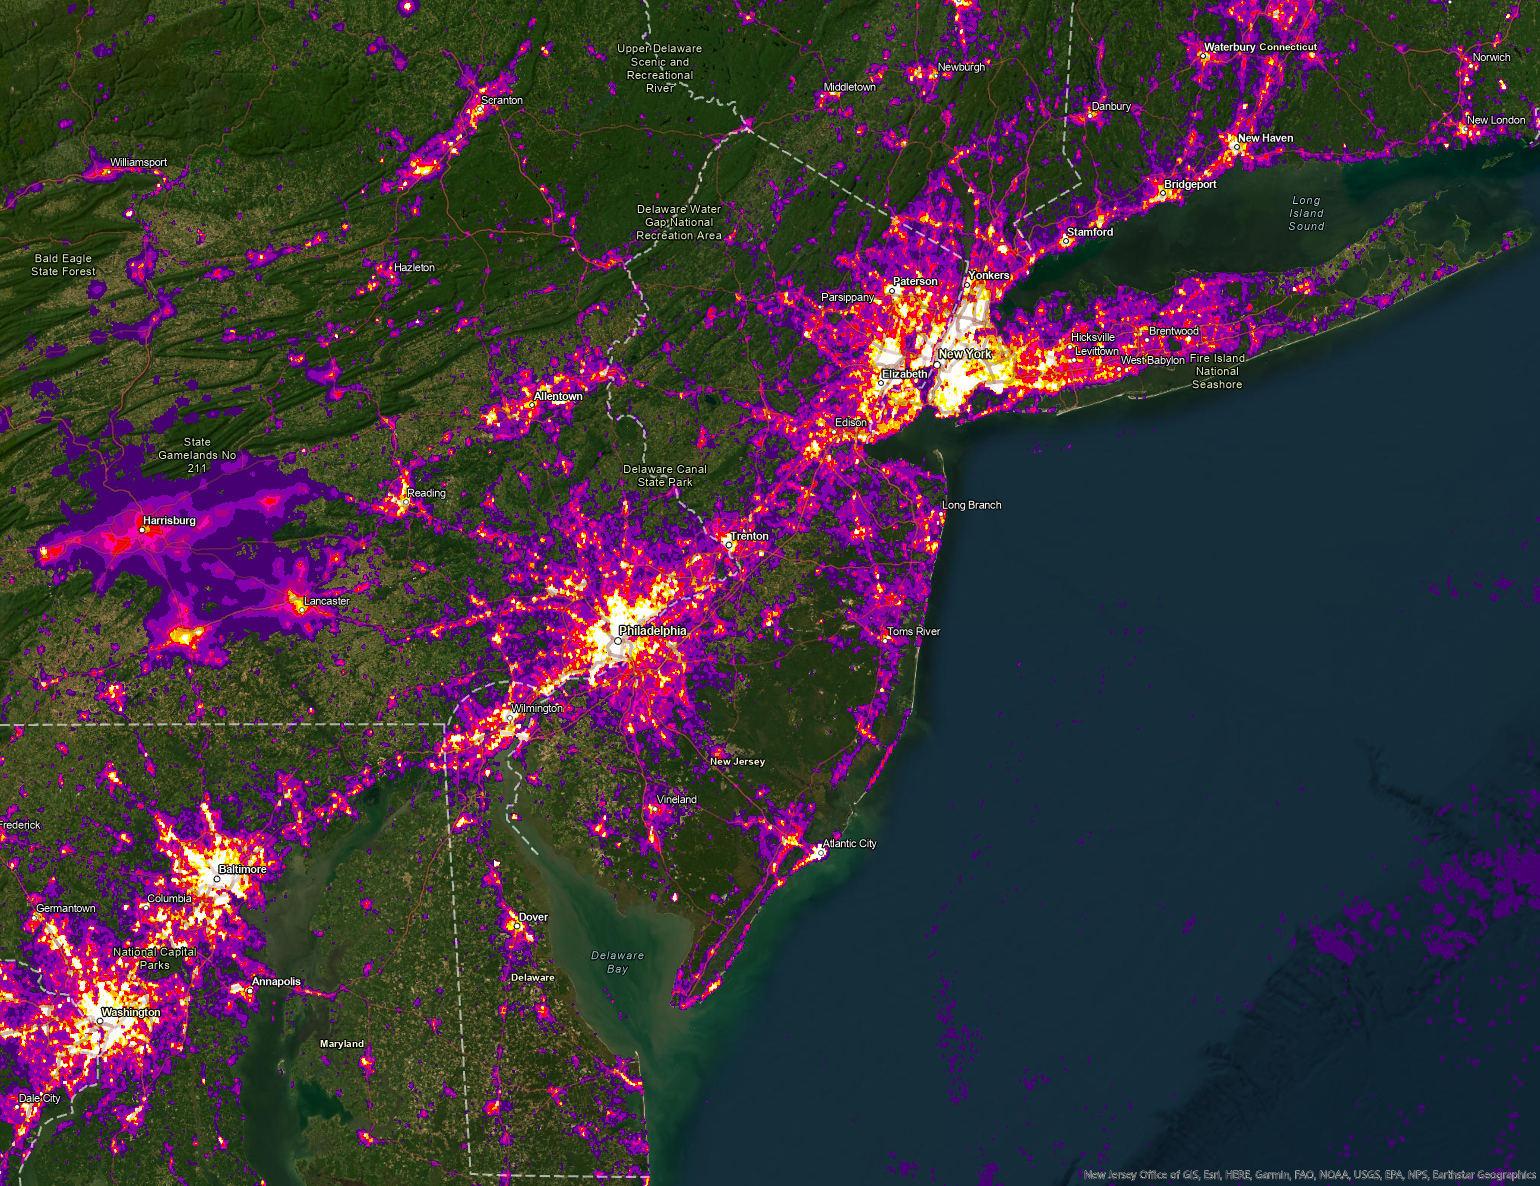 Upper Delaware
Scenic and
Recreational
River
Waterbury
Connecticut
Norwich
Newburgh
Middletown
Scranton
Danbury
New London
New Haven
Williamsport
Bridgeport
Long
Island
Sound
Delaware Water
Gap National
Recreation Area
Stamford
Bald Eagle
State Forest
Hazleton
Yonkers
Paterson
Parsippany
Brentwood
Hicksville
Levittown
New York
West Babylon
Fire Island
National
Seashore
Elizabeth
Allentown
Edison
State
Gamelands No
211
Delaware Canal
State Park
Reading
Long Branch
Harrisburg
Trenton
Lancaster
Philadelphia
Toms River
Wilmington
New Jersey
Vineland
Frederick
Atlantic City
Baltimore
Columbia
Germantown
Dover
National Capital
Parks
Delaware
Bay
Annapolis
Delaware
Washington
Maryland
Dale City
New Jersey Office of GIS, Esri, HERE, Garmin, FAO, NOAA, USGS, EPA, NPS, Earthstar Geographics